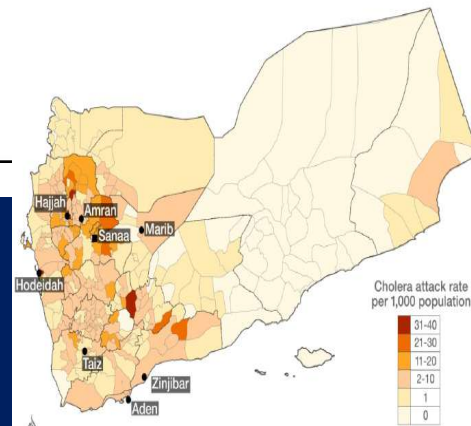 Hajjah
Amran
Sanaa
Marib
Hodeidah
Taiz
Zinjibar
Aden
Cholera attack rate
per 1,000 population
31-40
21-30
11-20
2-10
1
0